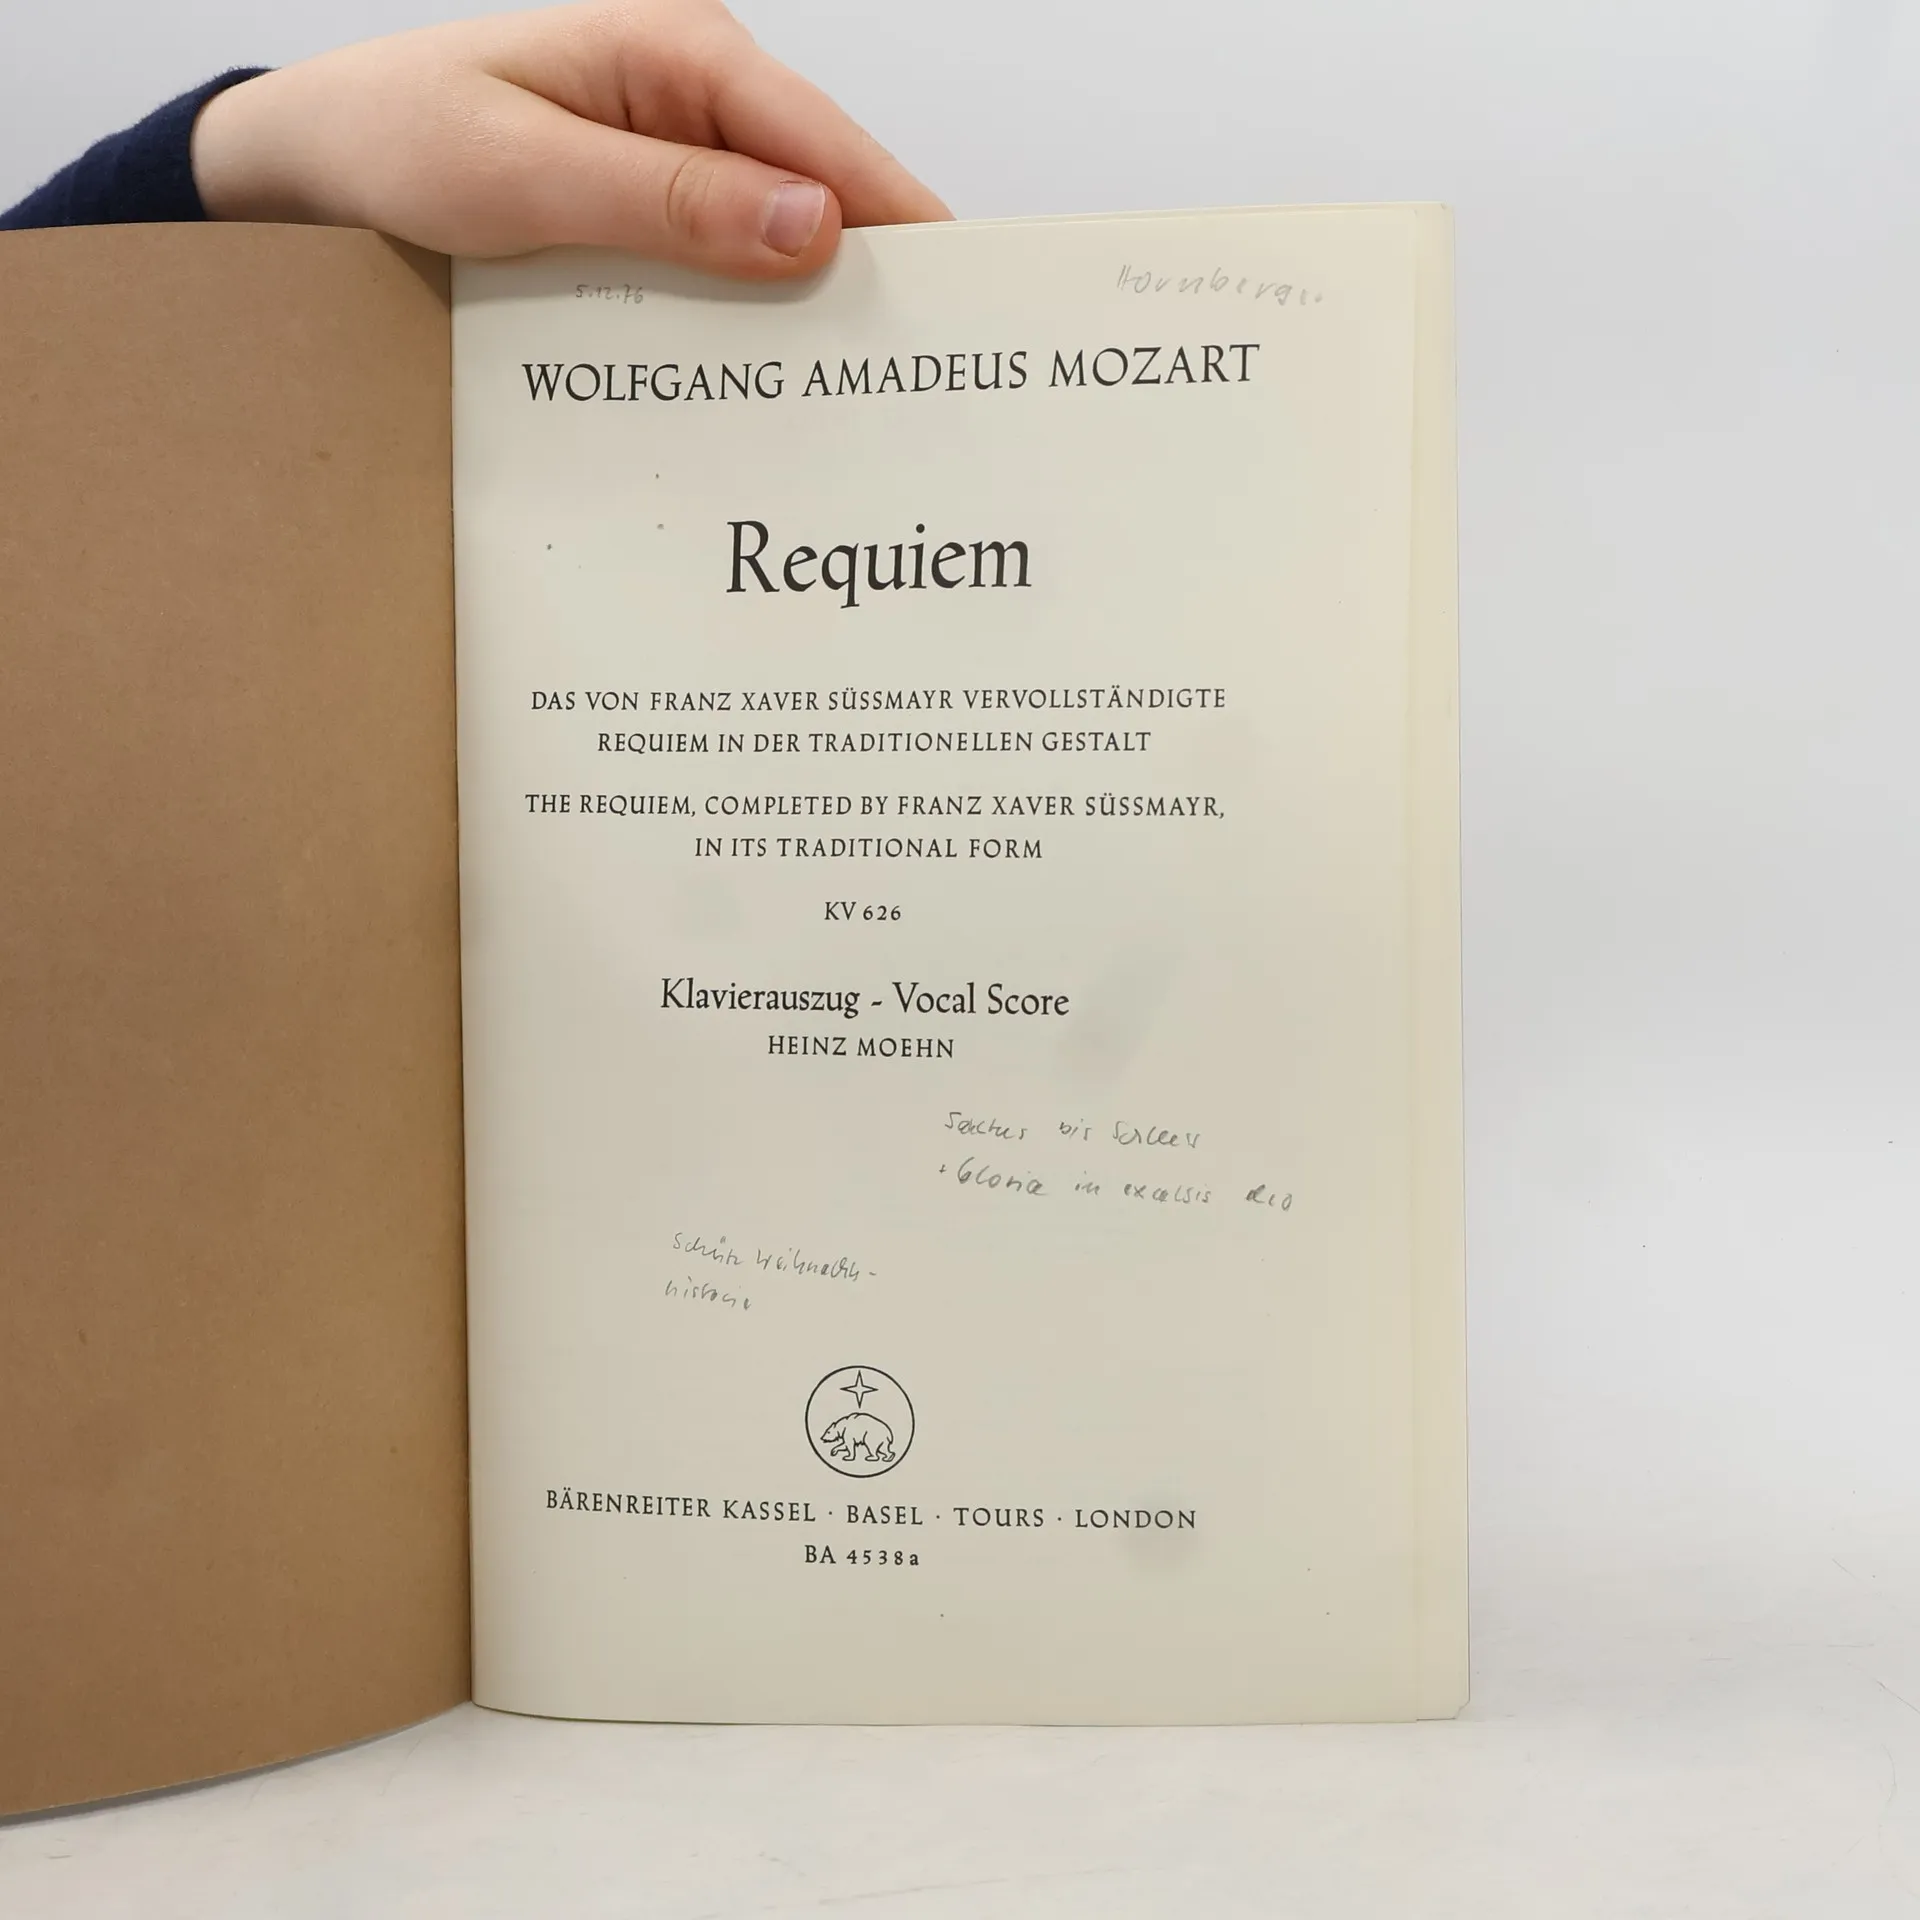 5.12.76
Hornberger
WOLFGANG AMADEUS MOZART
Requiem
DAS VON FRANZ XAVER SÜSSMAYR VERVOLLSTÄNDIGTE
REQUIEM IN DER TRADITIONELLEN GESTALT
THE REQUIEM, COMPLETED BY FRANZ XAVER SÜSSMAYR,
IN ITS TRADITIONAL FORM
KV 626
Klavierauszug - Vocal Score
HEINZ MOEHN
bis Schluss
+ Gloria in excelsis deo
Schütz Weihnachts-
historie
BÄRENREITER KASSEL · BASEL · TOURS · LONDON
BA 4538a